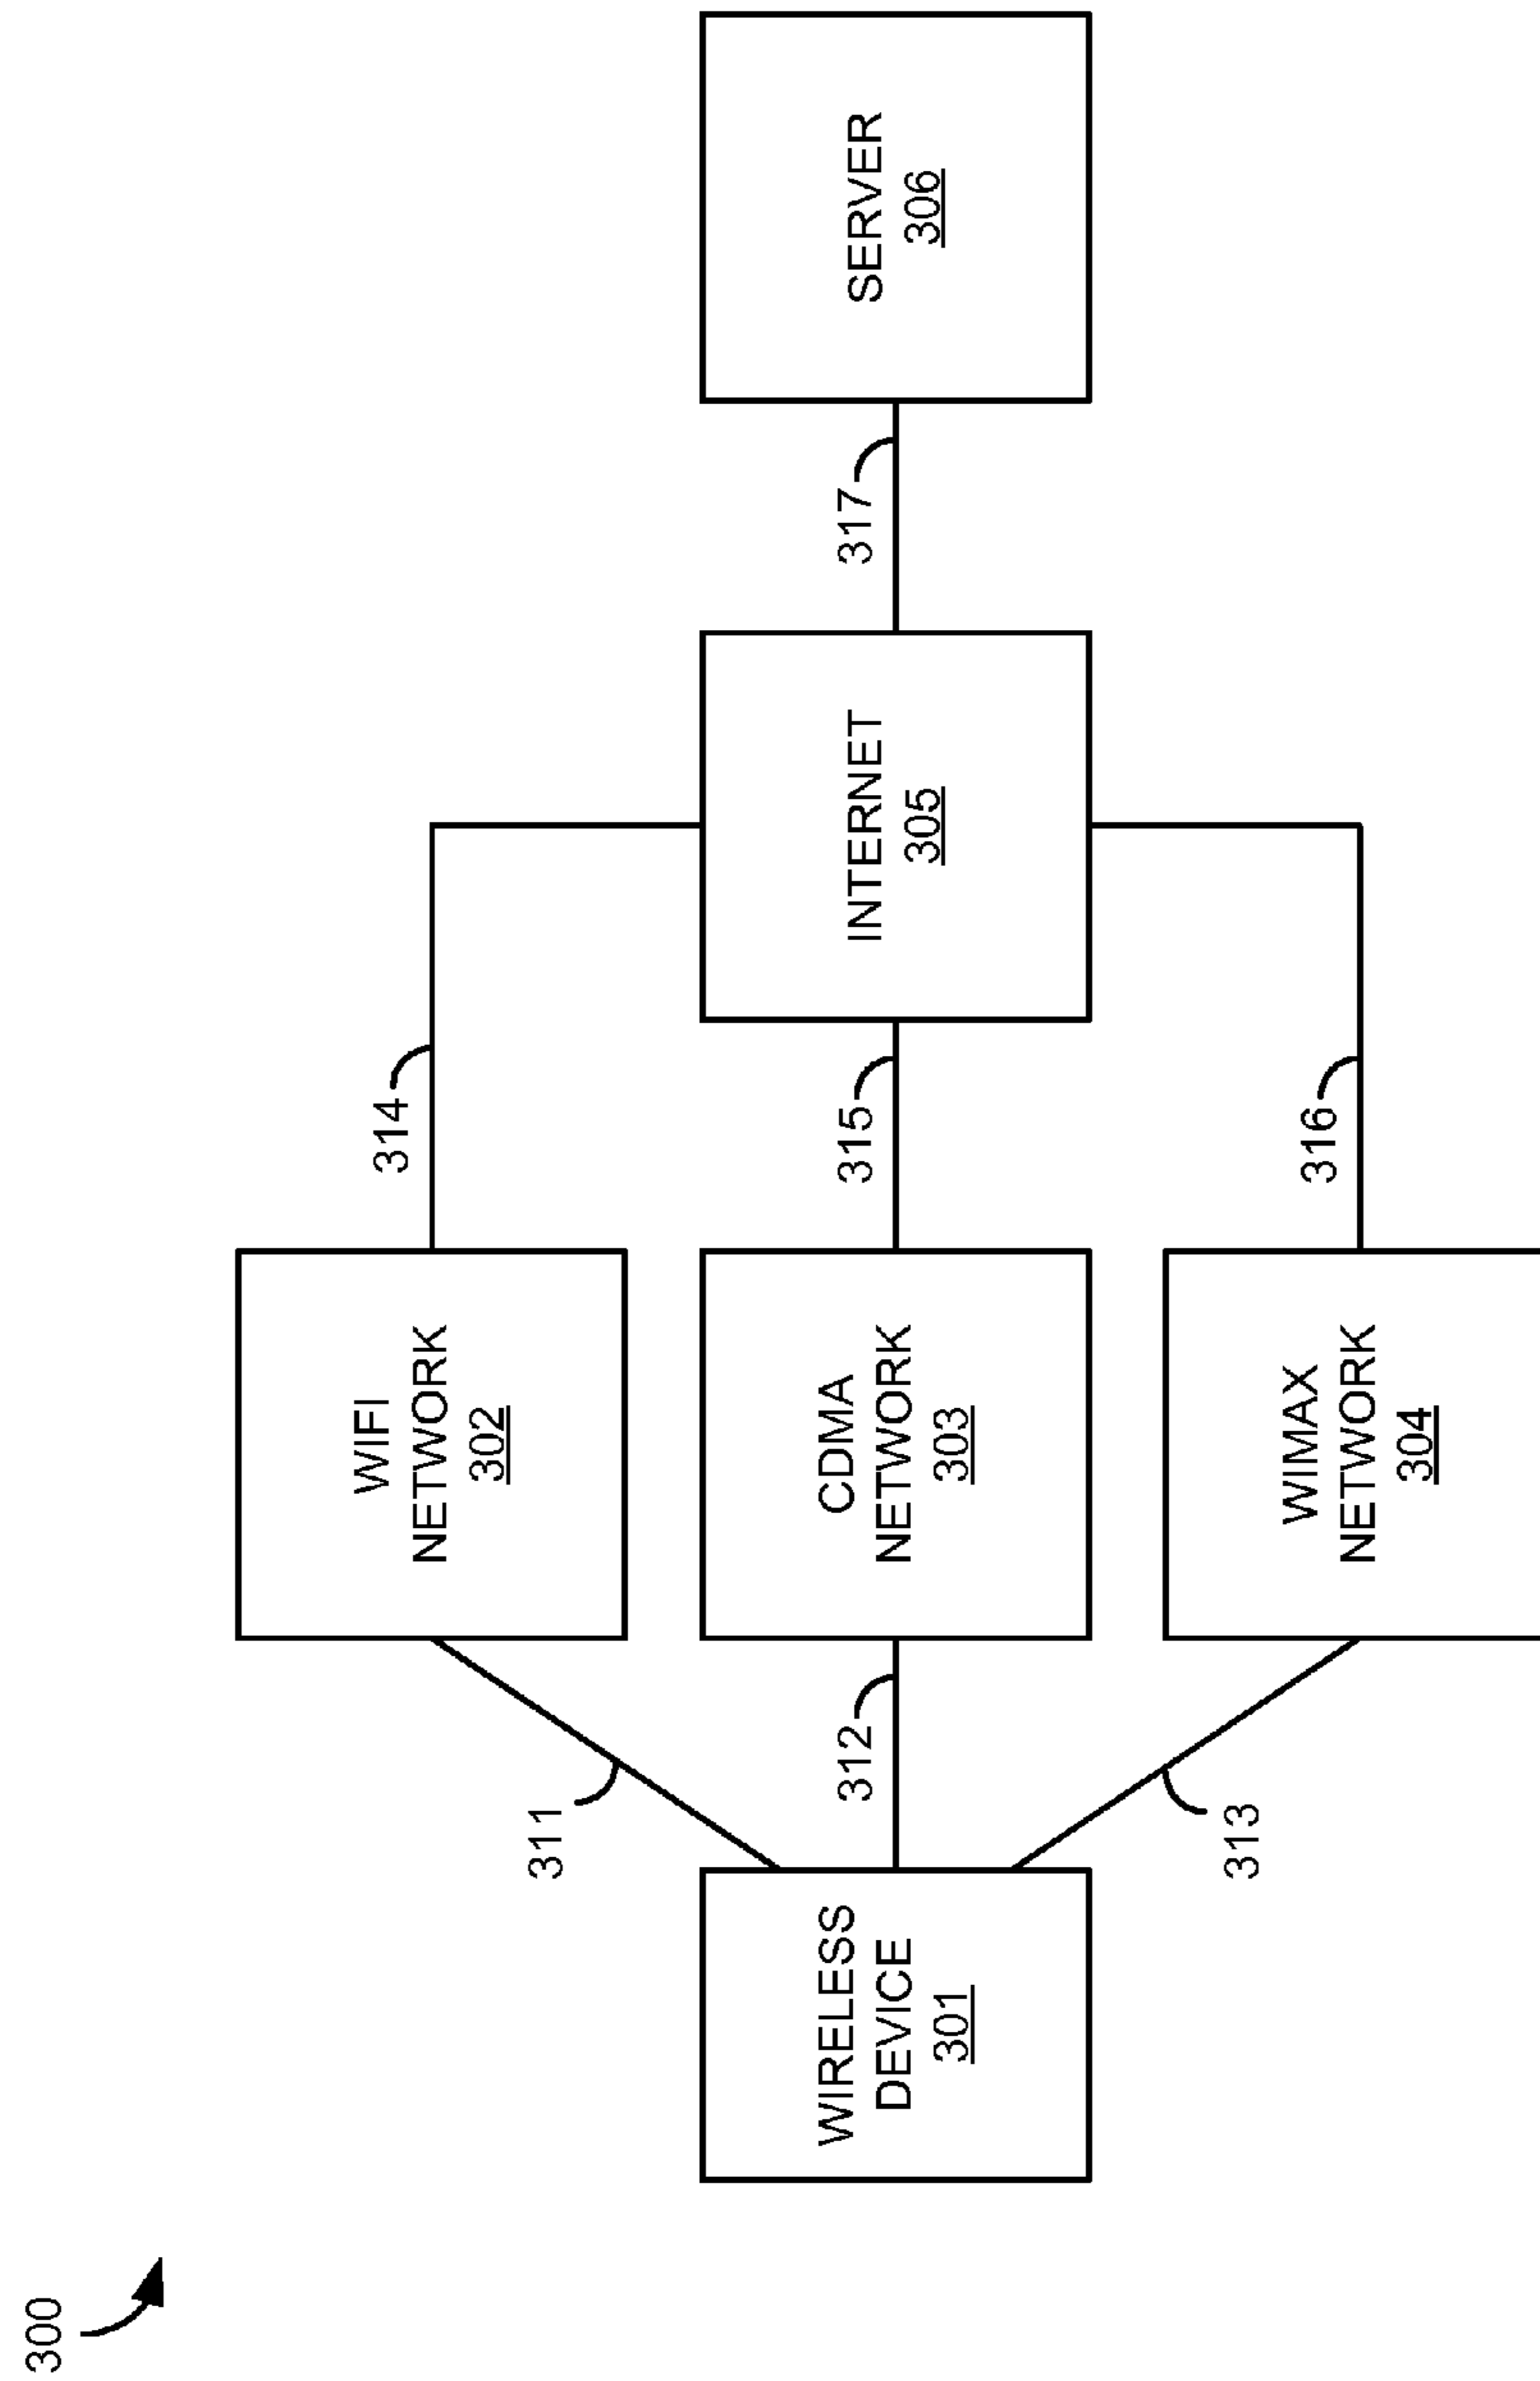 300
WIRELESS
DEVICE
301
311
312
313
WIFI
NETWORK
302
CDMA
NETWORK
303
WIMAX
NETWORK
304
314
315
316
INTERNET
305
317
SERVER
306